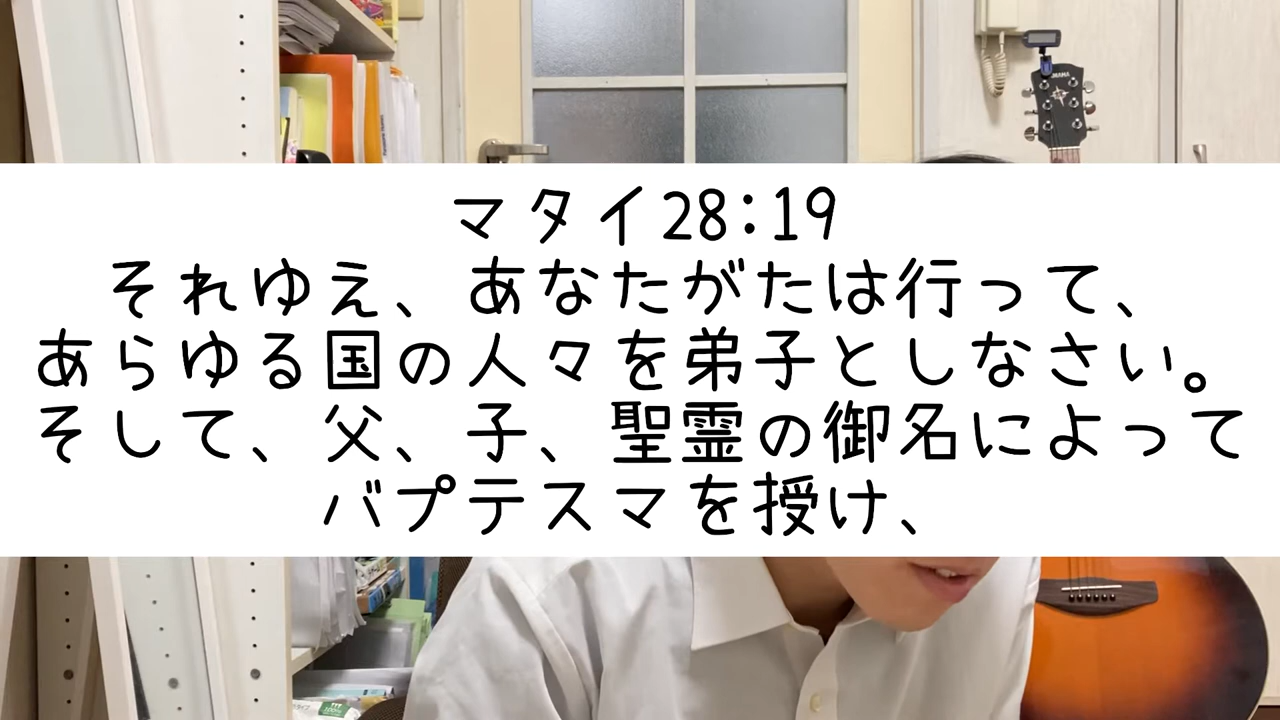 マタイ28:19
それゆえ、あなたがたは行って、
あらゆる国の人々を弟子としなさい。
そして、父、子、聖霊の御名によって
バプテスマを授け、
YAMAHA